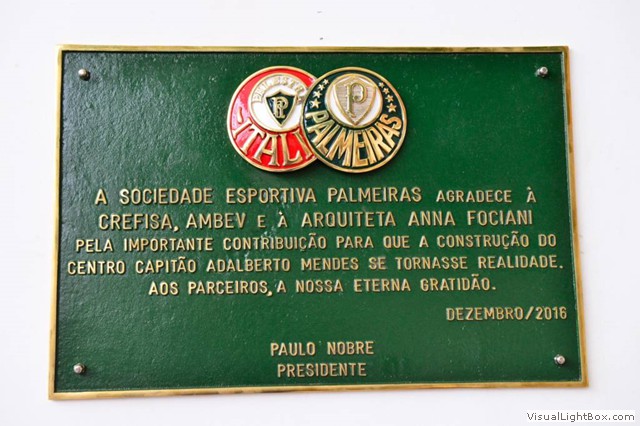 PALESTRA
ITALIA
P
PALMEIRAS
A SOCIEDADE ESPORTIVA PALMEIRAS AGRADECE À
CREFISA, AMBEV E À ARQUITETA ANNA FOCIANI
PELA IMPORTANTE CONTRIBUIÇÃO PARA QUE A CONSTRUÇÃO DO
CENTRO CAPITÃO ADALBERTO MENDES SE TORNASSE REALIDADE.
AOS PARCEIROS, A NOSSA ETERNA GRATIDÃO.
DEZEMBRO/2016
PAULO NOBRE
PRESIDENTE
VisualLightBox.com